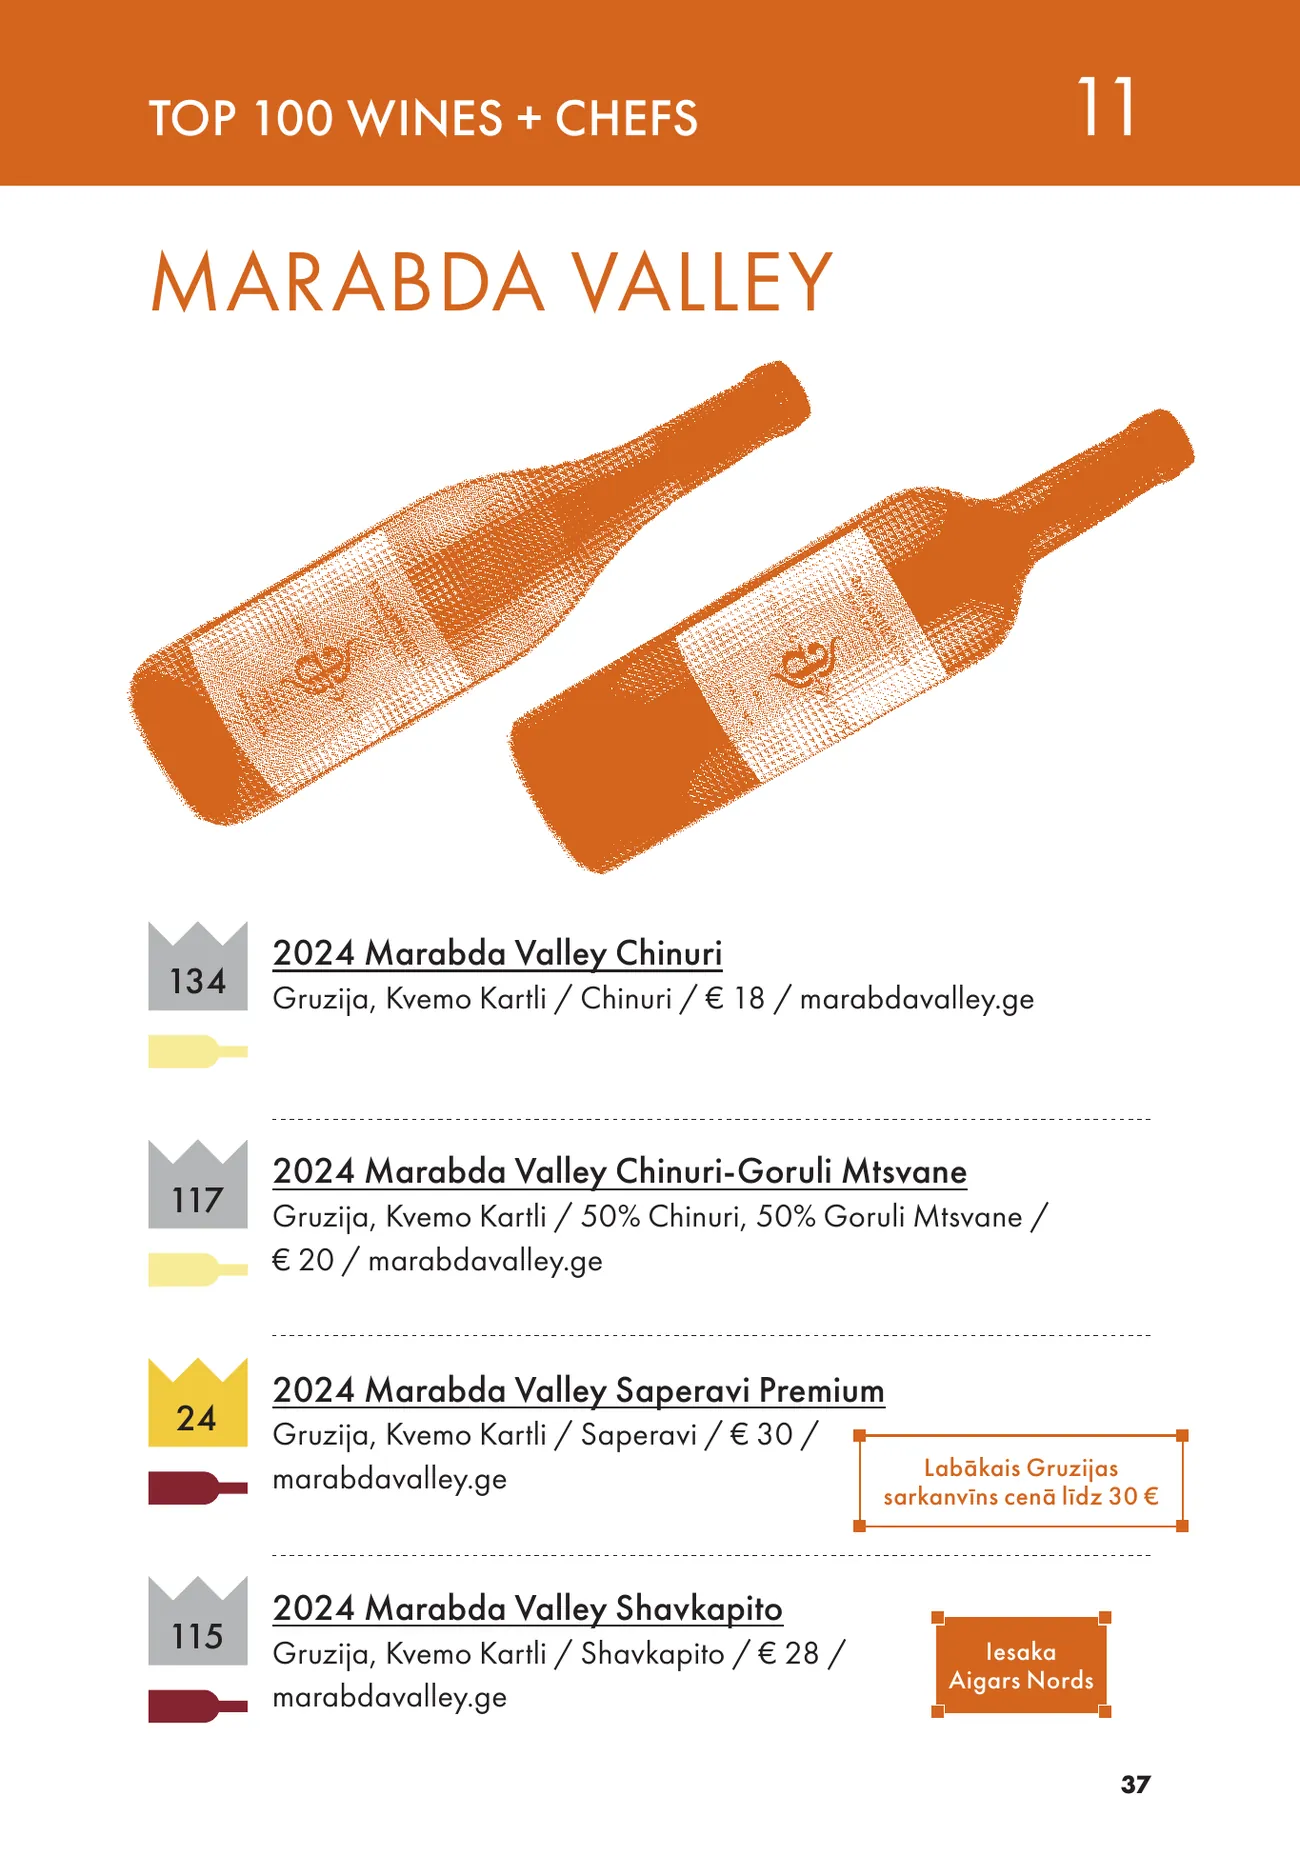 TOP 100 WINES + CHEFS
11
MARABDA VALLEY
134
2024 Marabda Valley Chinuri
Gruzija, Kvemo Kartli / Chinuri / € 18 / marabdavalley.ge
117
2024 Marabda Valley Chinuri-Goruli Mtsvane
Gruzija, Kvemo Kartli / 50% Chinuri, 50% Goruli Mtsvane /
€ 20 / marabdavalley.ge
24
2024 Marabda Valley Saperavi Premium
Gruzija, Kvemo Kartli / Saperavi / € 30 /
marabdavalley.ge
Labākais Gruzijas
sarkanvīns cenā līdz 30 €
115
2024 Marabda Valley Shavkapito
Gruzija, Kvemo Kartli / Shavkapito / € 28 /
marabdavalley.ge
Iesaka
Aigars Nords
37